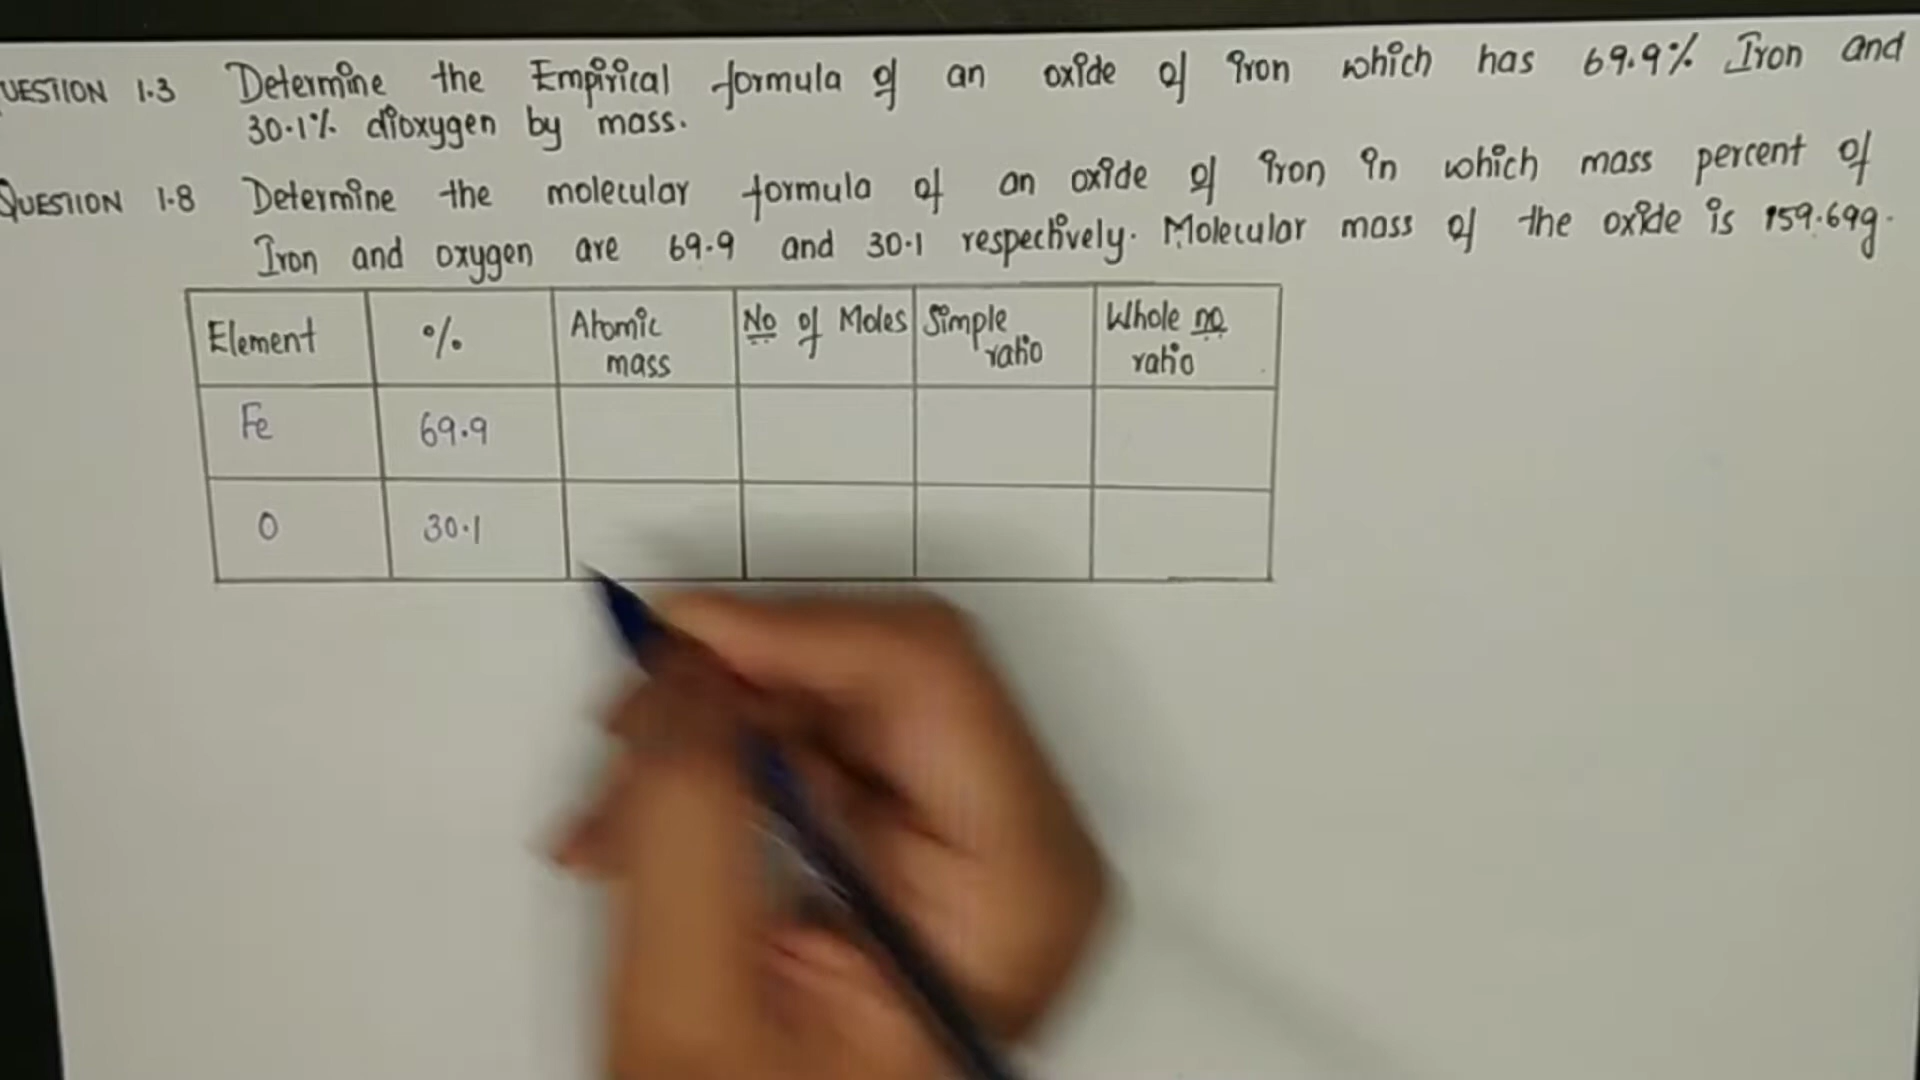 UESTION 1.3 Determine the Empirical formula of an oxide of iron which has 69.9% Iron and
30.1% dioxygen by mass.
QUESTION 1.8 Determine the molecular formula of an oxide of iron in which mass percent of
Iron and oxygen are 69.9 and 30.1 respectively. Molecular mass of the oxide is 159.69g.
Element % Atomic mass No of Moles Simple ratio Whole no ratio
Fe 69.9
O 30.1